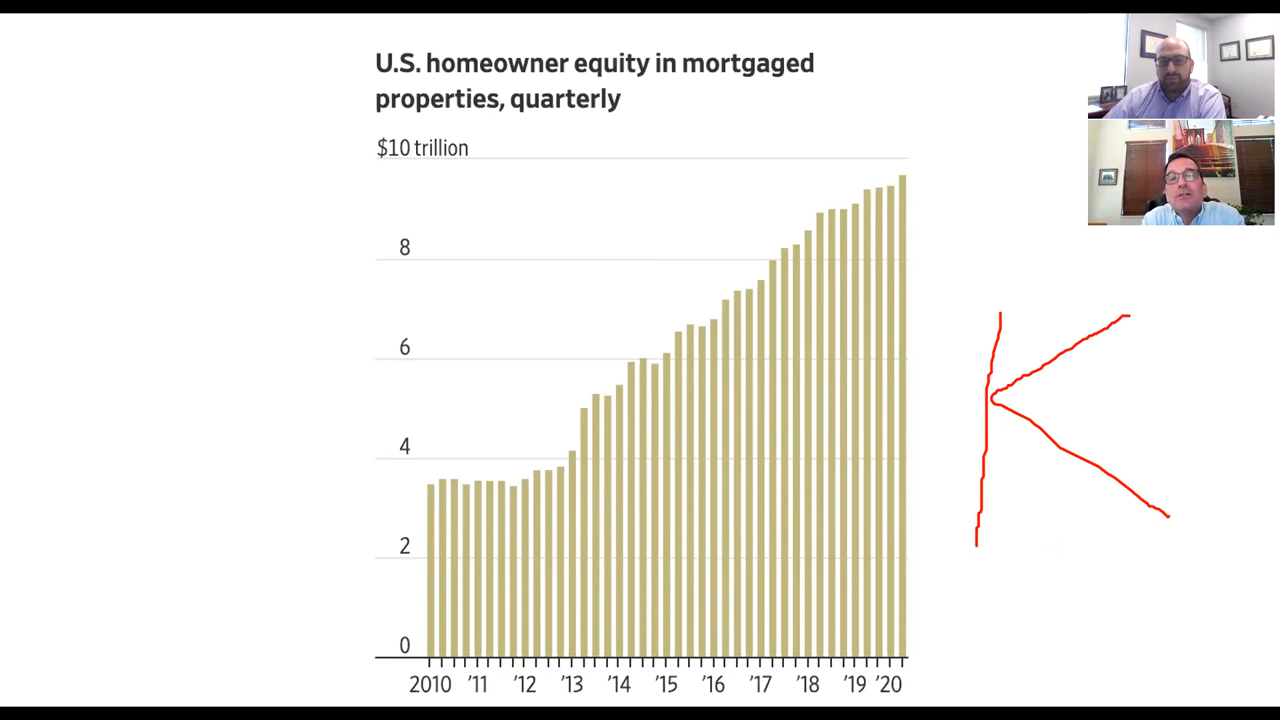 U.S. homeowner equity in mortgaged
properties, quarterly
$10 trillion
8
6
4
2
0
2010 ’11 ’12 ’13 ’14 ’15 ’16 ’17 ’18 ’19 ’20
K